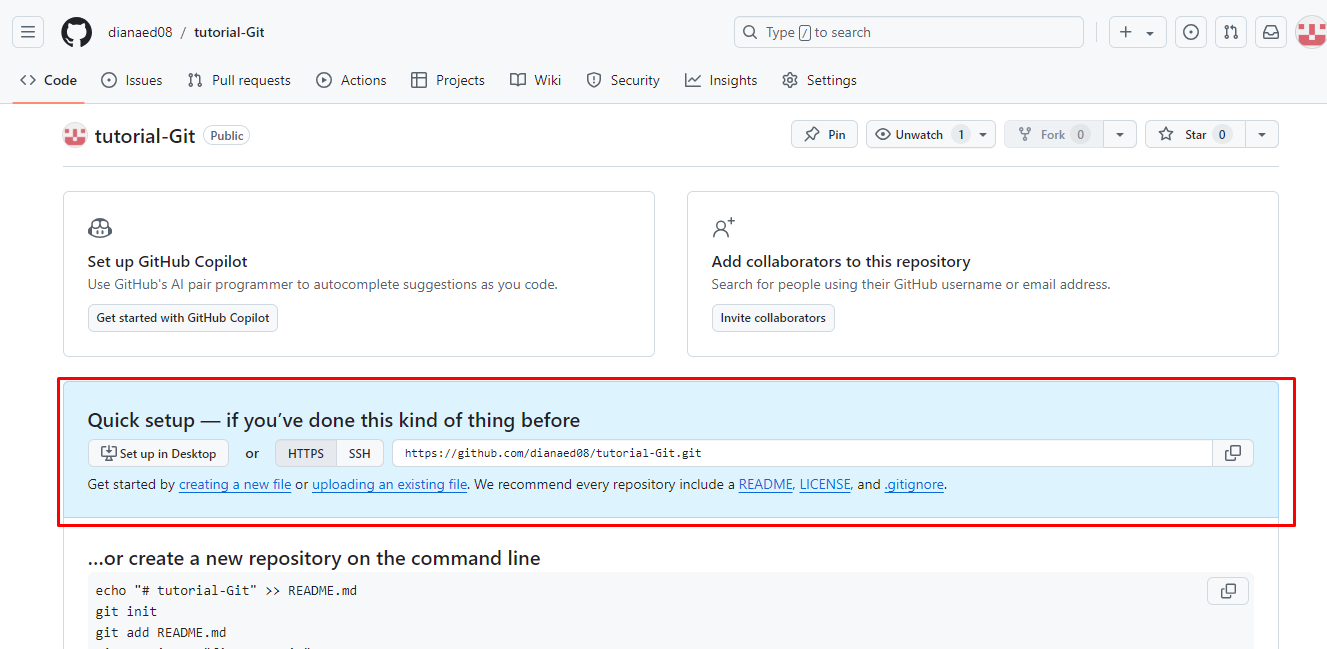 dianaed08 / tutorial-Git
Type / to search
Code Issues Pull requests Actions Projects Wiki Security Insights Settings
tutorial-Git Public
Pin Unwatch 1 Fork 0 Star 0
Set up GitHub Copilot
Use GitHub's AI pair programmer to autocomplete suggestions as you code.
Get started with GitHub Copilot
Add collaborators to this repository
Search for people using their GitHub username or email address.
Invite collaborators
Quick setup — if you’ve done this kind of thing before
Set up in Desktop or HTTPS SSH https://github.com/dianaed08/tutorial-Git.git
Get started by creating a new file or uploading an existing file. We recommend every repository include a README, LICENSE, and .gitignore.
…or create a new repository on the command line
echo "# tutorial-Git" >> README.md
git init
git add README.md